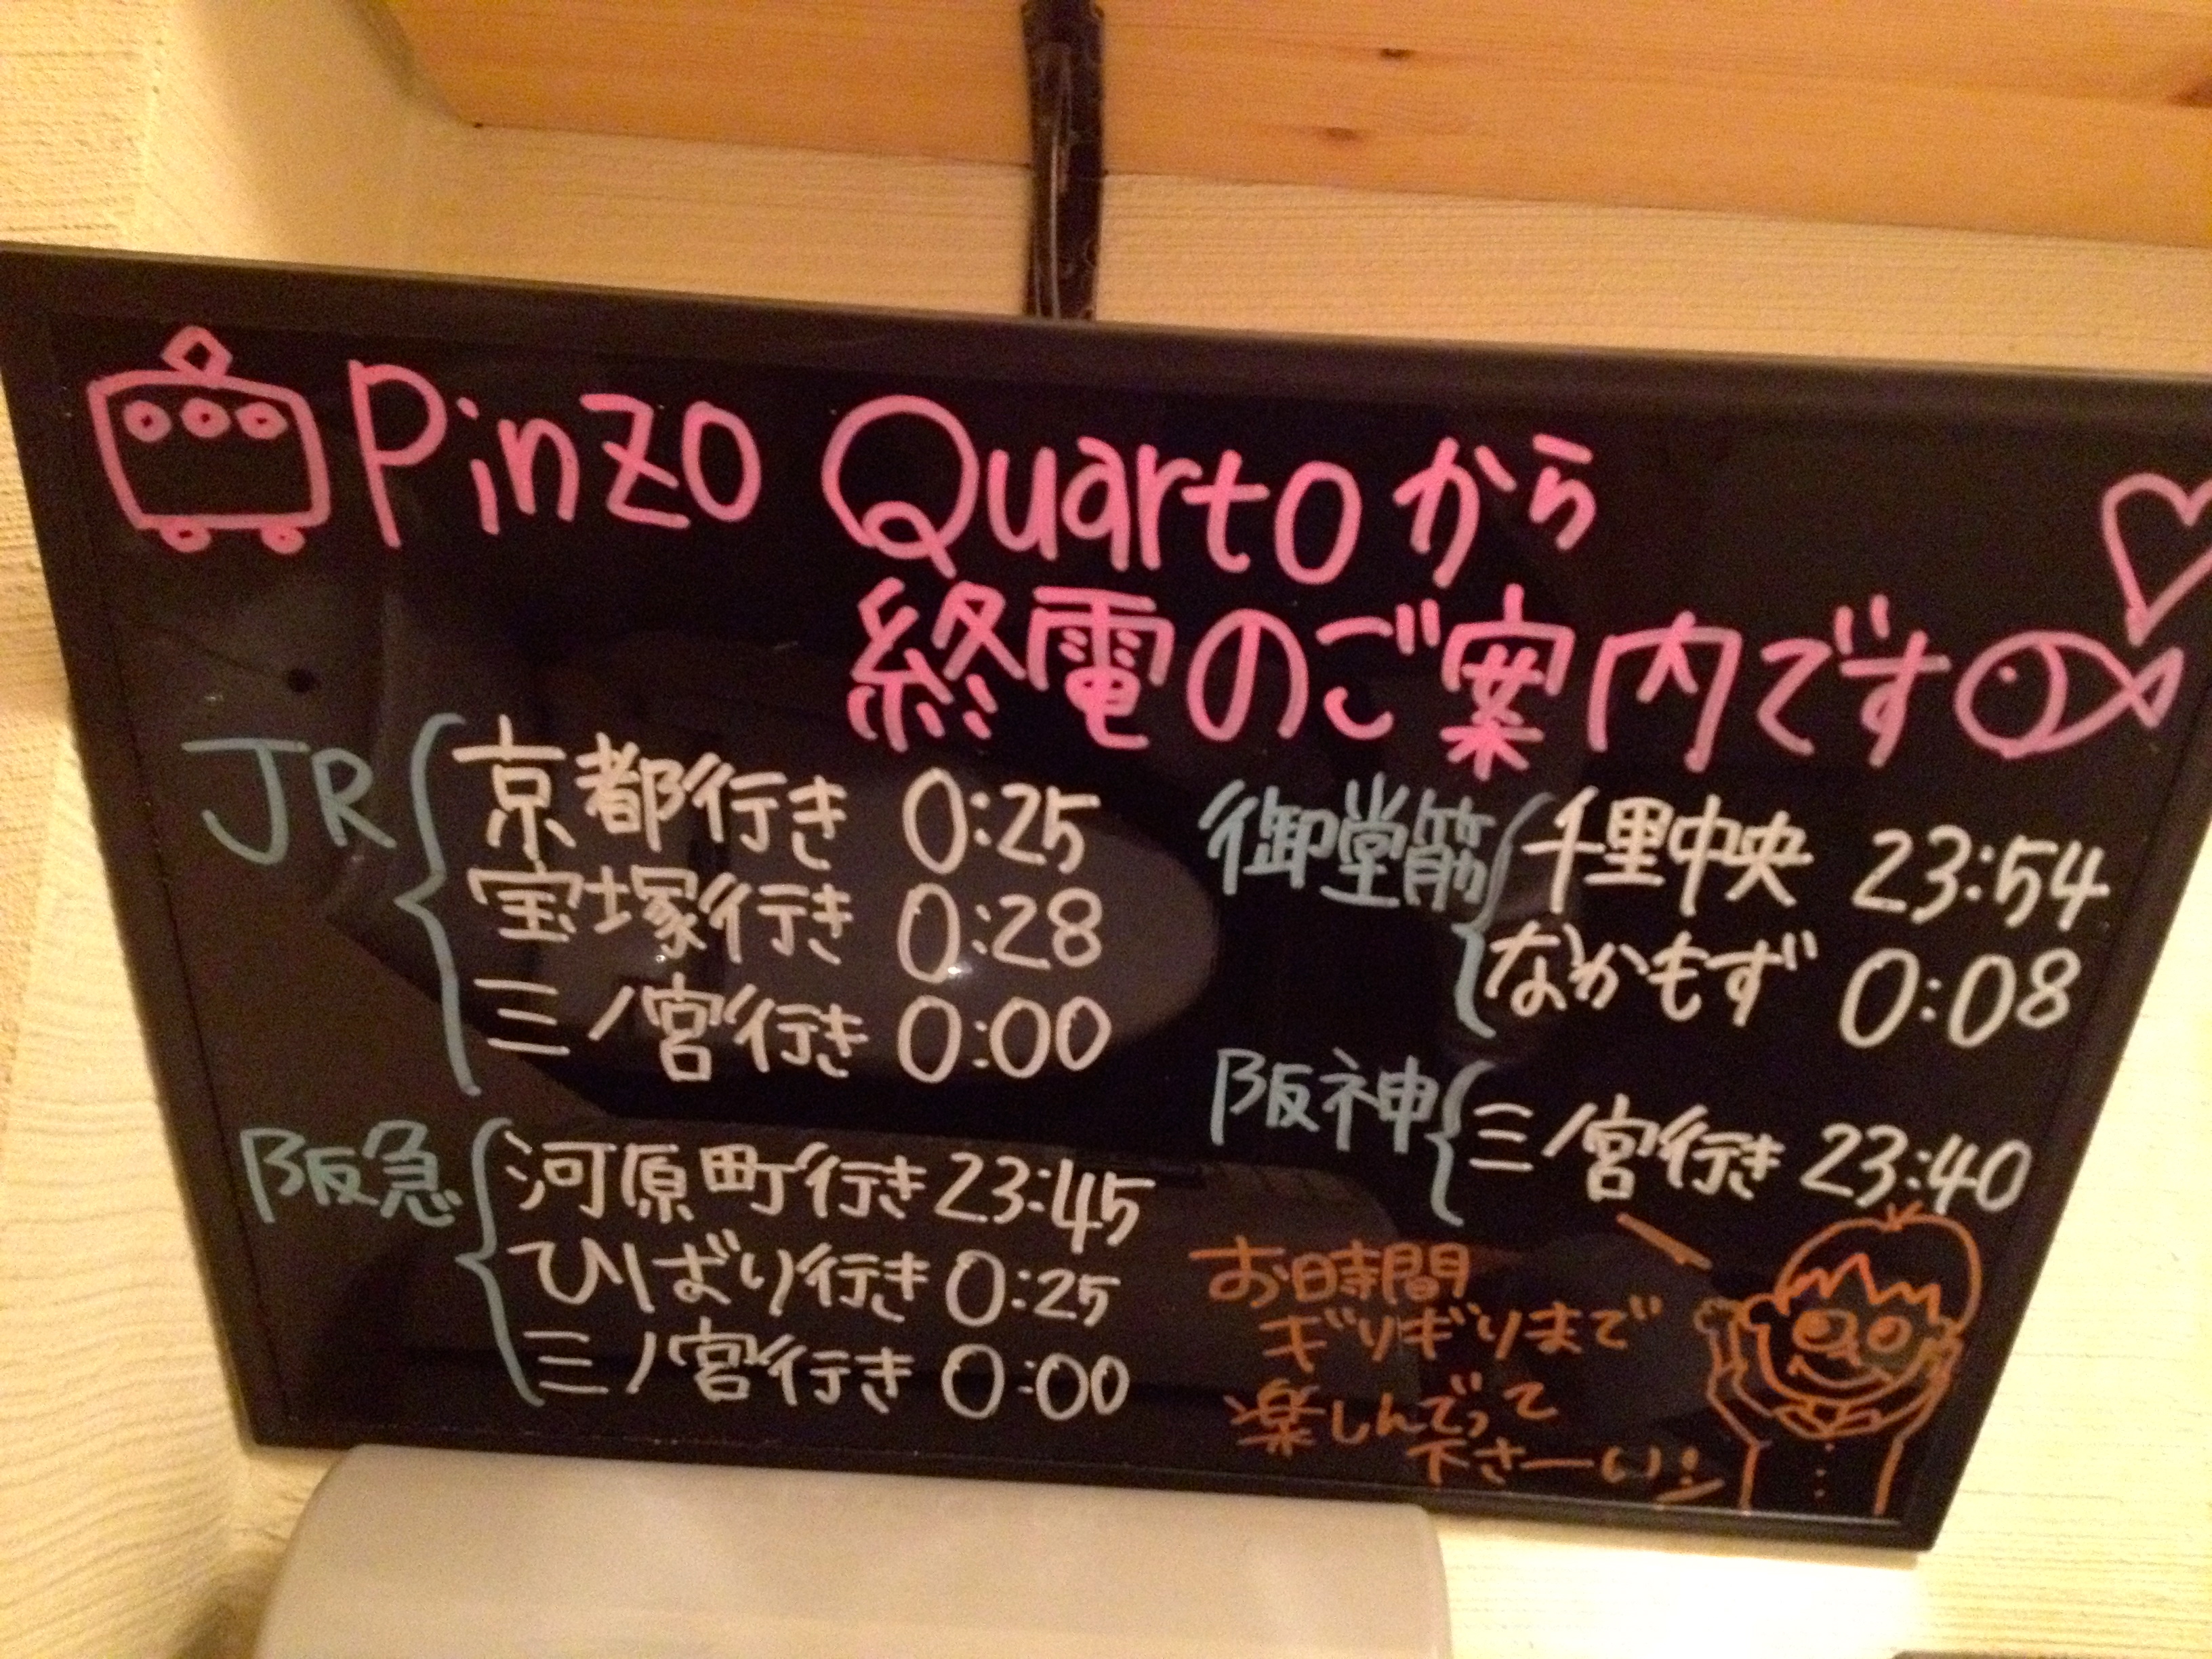 Pinzo Quartoから
終電のご案内です
JR
京都行き 0:25
宝塚行き 0:28
三ノ宮行き 0:00
阪急
河原町行き 23:45
ひばり行き 0:25
三ノ宮行き 0:00
御堂筋
千里中央 23:54
なかもず 0:08
阪神
三ノ宮行き 23:40
お時間
ギリギリまで
楽しんでって
下さーい!